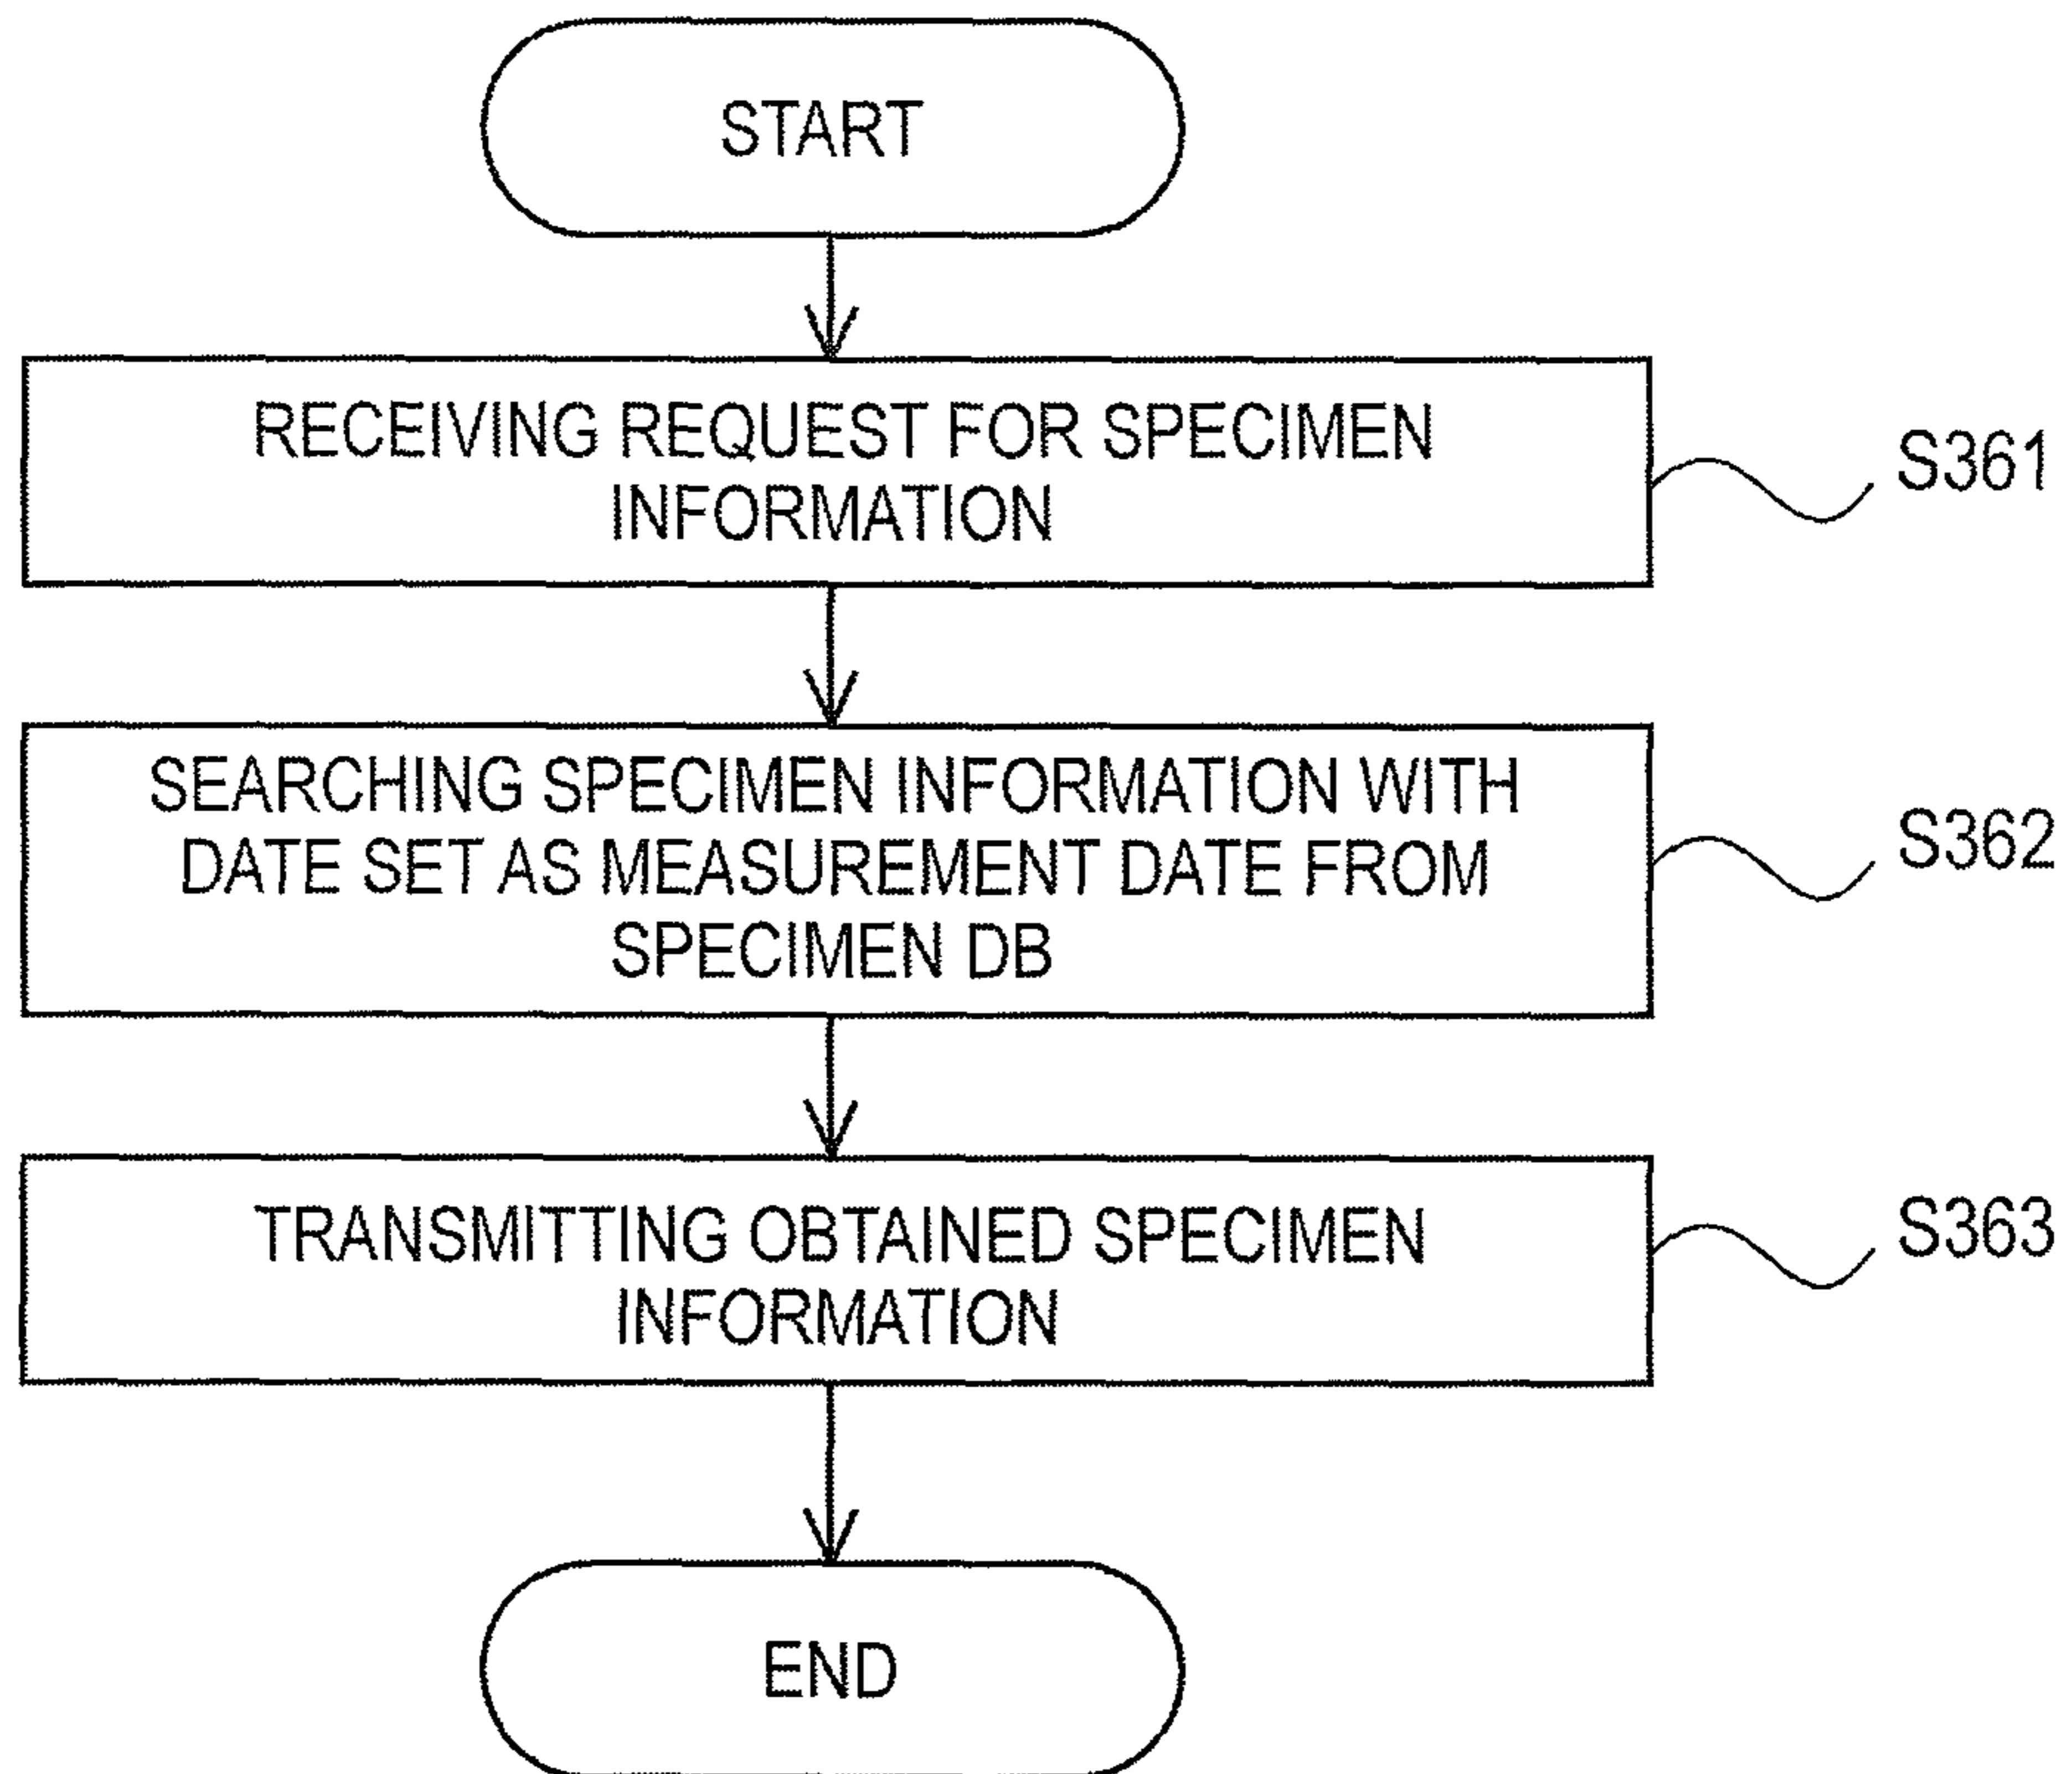 START
RECEIVING REQUEST FOR SPECIMEN
INFORMATION
S361
SEARCHING SPECIMEN INFORMATION WITH
DATE SET AS MEASUREMENT DATE FROM
SPECIMEN DB
S362
TRANSMITTING OBTAINED SPECIMEN
INFORMATION
S363
END